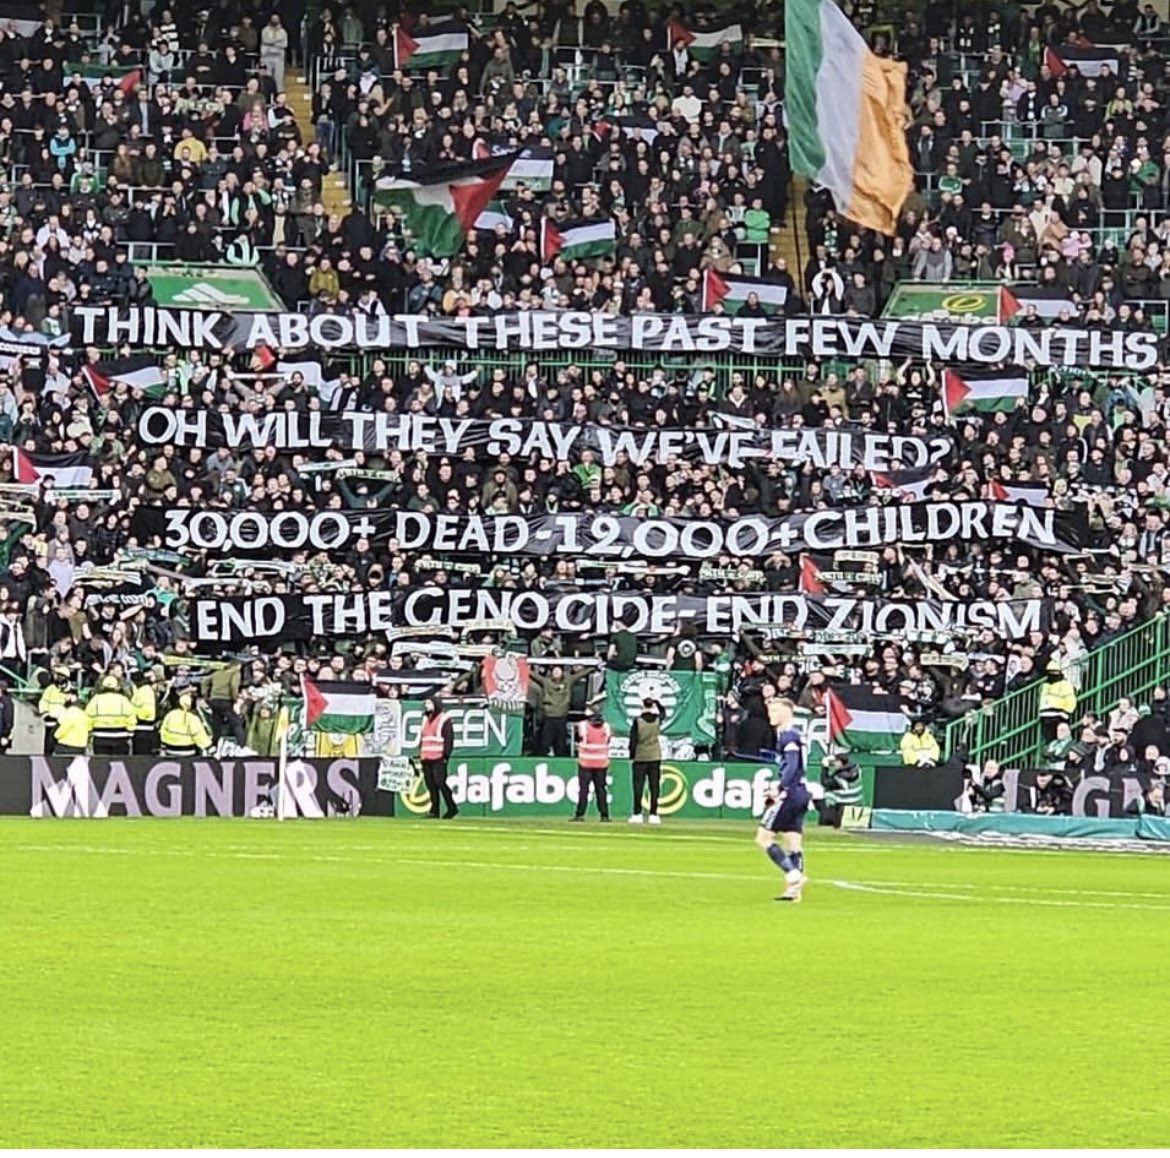 THINK ABOUT THESE PAST FEW MONTHS
OH WILL THEY SAY WE'VE FAILED?
30,000+ DEAD-12,000+CHILDREN
END THE GENOCIDE-END ZIONISM
GREEN
MAGNERS
dafabet